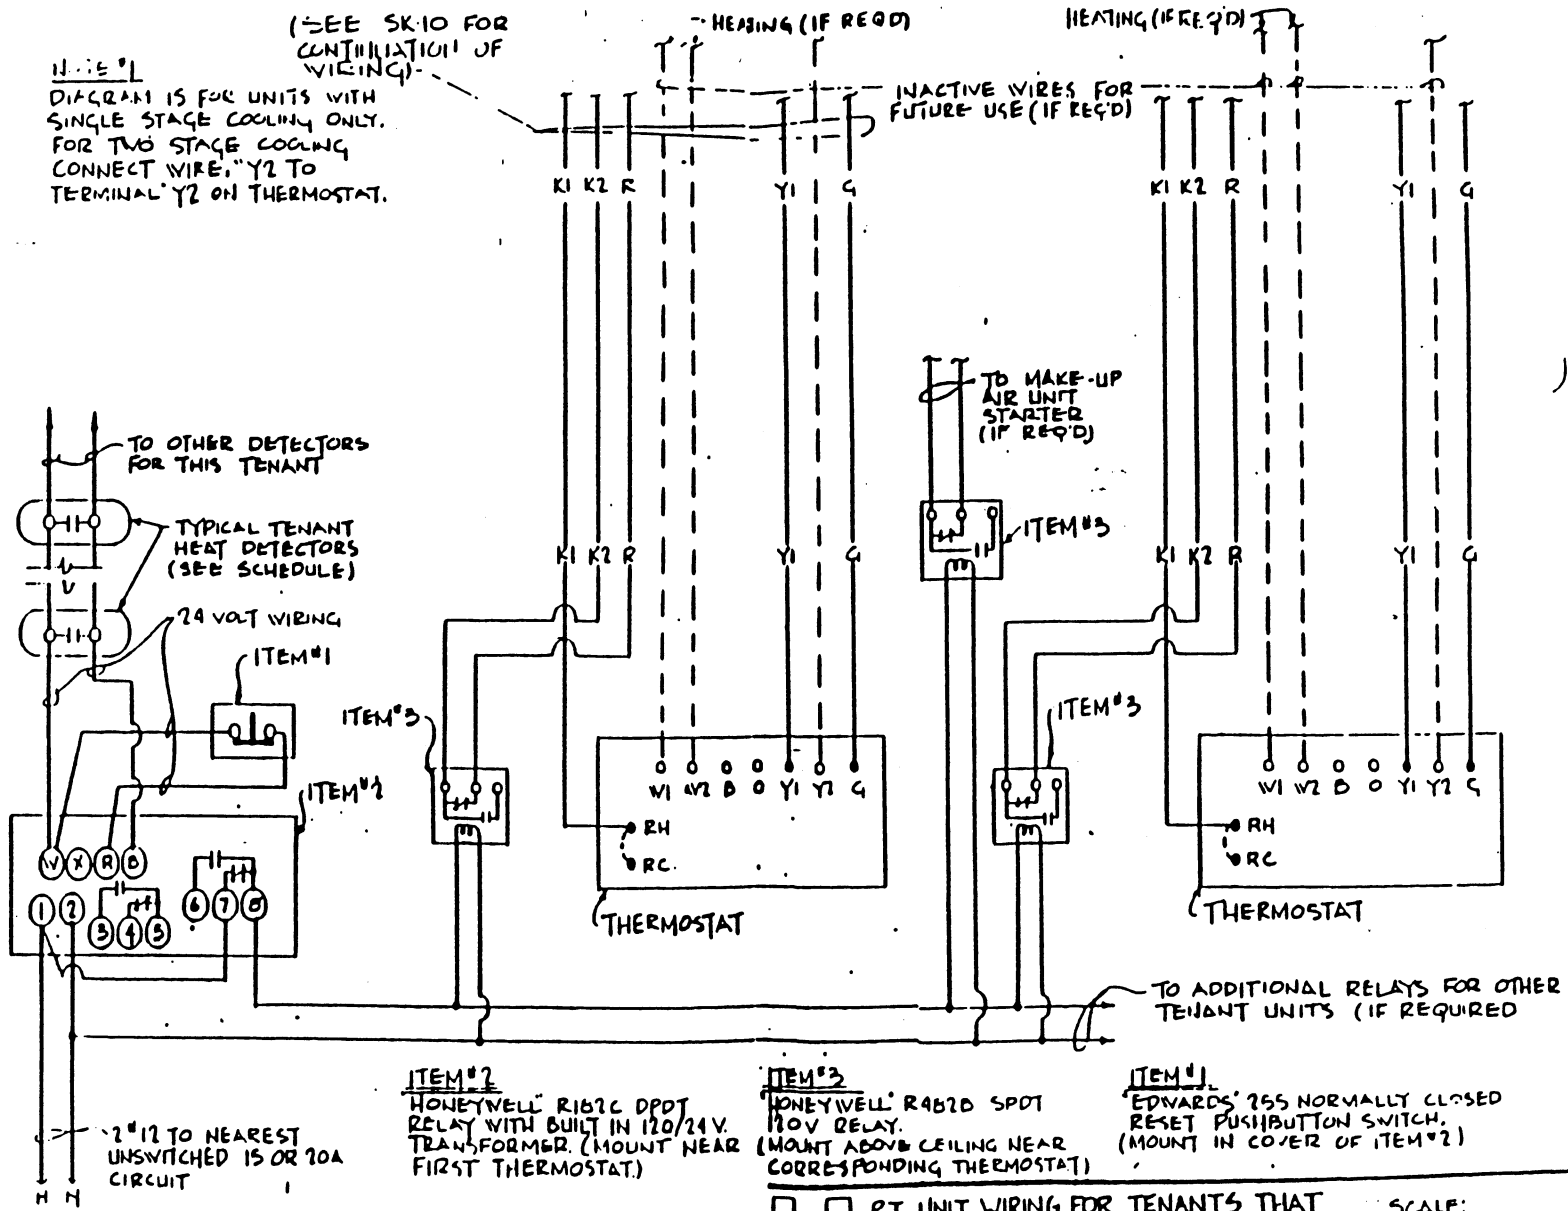 (SEE SK-10 FOR
CONTINUATION OF
WIRING)
HEATING (IF REQ'D)
HEATING (IF REQ'D)
NOTE #1
DIAGRAM IS FOR UNITS WITH
SINGLE STAGE COOLING ONLY.
FOR TWO STAGE COOLING
CONNECT WIRE "Y2 TO
TERMINAL Y2 ON THERMOSTAT.
INACTIVE WIRES FOR
FUTURE USE (IF REQ'D)
K1 K2 R Y1 G
K1 K2 R Y1 G
TO MAKE-UP
AIR UNIT
STARTER
(IF REQ'D)
TO OTHER DETECTORS
FOR THIS TENANT
TYPICAL TENANT
HEAT DETECTORS
(SEE SCHEDULE)
ITEM #3
K1 K2 R Y1 G
K1 K2 R Y1 G
24 VOLT WIRING
ITEM #1
ITEM #3
ITEM #3
ITEM #2
W1 W2 B O Y1 Y2 G
W1 W2 B O Y1 Y2 G
RH
RC
RH
RC
W X R B
1 2 3 4 5 6 7 8
THERMOSTAT
THERMOSTAT
TO ADDITIONAL RELAYS FOR OTHER
TENANT UNITS (IF REQUIRED
2 #12 TO NEAREST
UNSWITCHED 15 OR 20A
CIRCUIT
H N
ITEM #2
"HONEYWELL" R182C DPDT
RELAY WITH BUILT IN 120/24 V.
TRANSFORMER. (MOUNT NEAR
FIRST THERMOSTAT.)
ITEM #3
"HONEYWELL" R482B SPDT
120V RELAY.
(MOUNT ABOVE CEILING NEAR
CORRESPONDING THERMOSTAT)
ITEM #1
"EDWARDS" 255 NORMALLY CLOSED
RESET PUSHBUTTON SWITCH.
(MOUNT IN COVER OF ITEM #2)
RT UNIT WIRING FOR TENANTS THAT
SCALE: